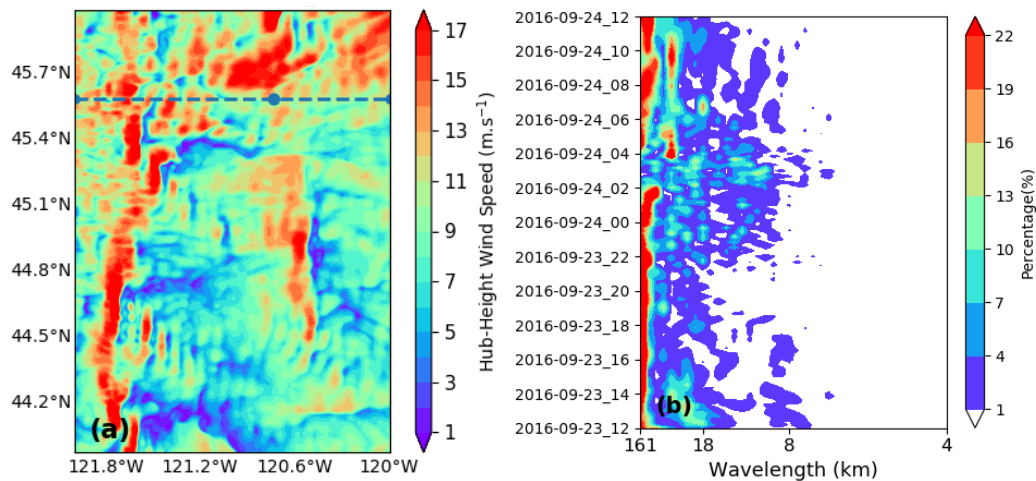 45.7°N
45.4°N
45.1°N
44.8°N
44.5°N
44.2°N
121.8°W 121.2°W 120.6°W 120°W
(a)
17
15
13
11
9
7
5
3
1
Hub-Height Wind Speed (m.s⁻¹)
2016-09-24_12
2016-09-24_10
2016-09-24_08
2016-09-24_06
2016-09-24_04
2016-09-24_02
2016-09-24_00
2016-09-23_22
2016-09-23_20
2016-09-23_18
2016-09-23_16
2016-09-23_14
2016-09-23_12
(b)
161 18 8 4
Wavelength (km)
22
19
16
13
10
7
4
1
Percentage(%)